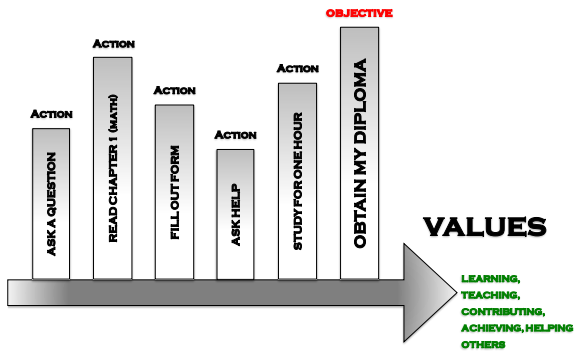 OBJECTIVE
ACTION
ACTION
ACTION
ACTION
ACTION
ASK A QUESTION
READ CHAPTER 1 (MATH)
FILL OUT FORM
ASK HELP
STUDY FOR ONE HOUR
OBTAIN MY DIPLOMA
VALUES
LEARNING,
TEACHING,
CONTRIBUTING,
ACHIEVING, HELPING
OTHERS